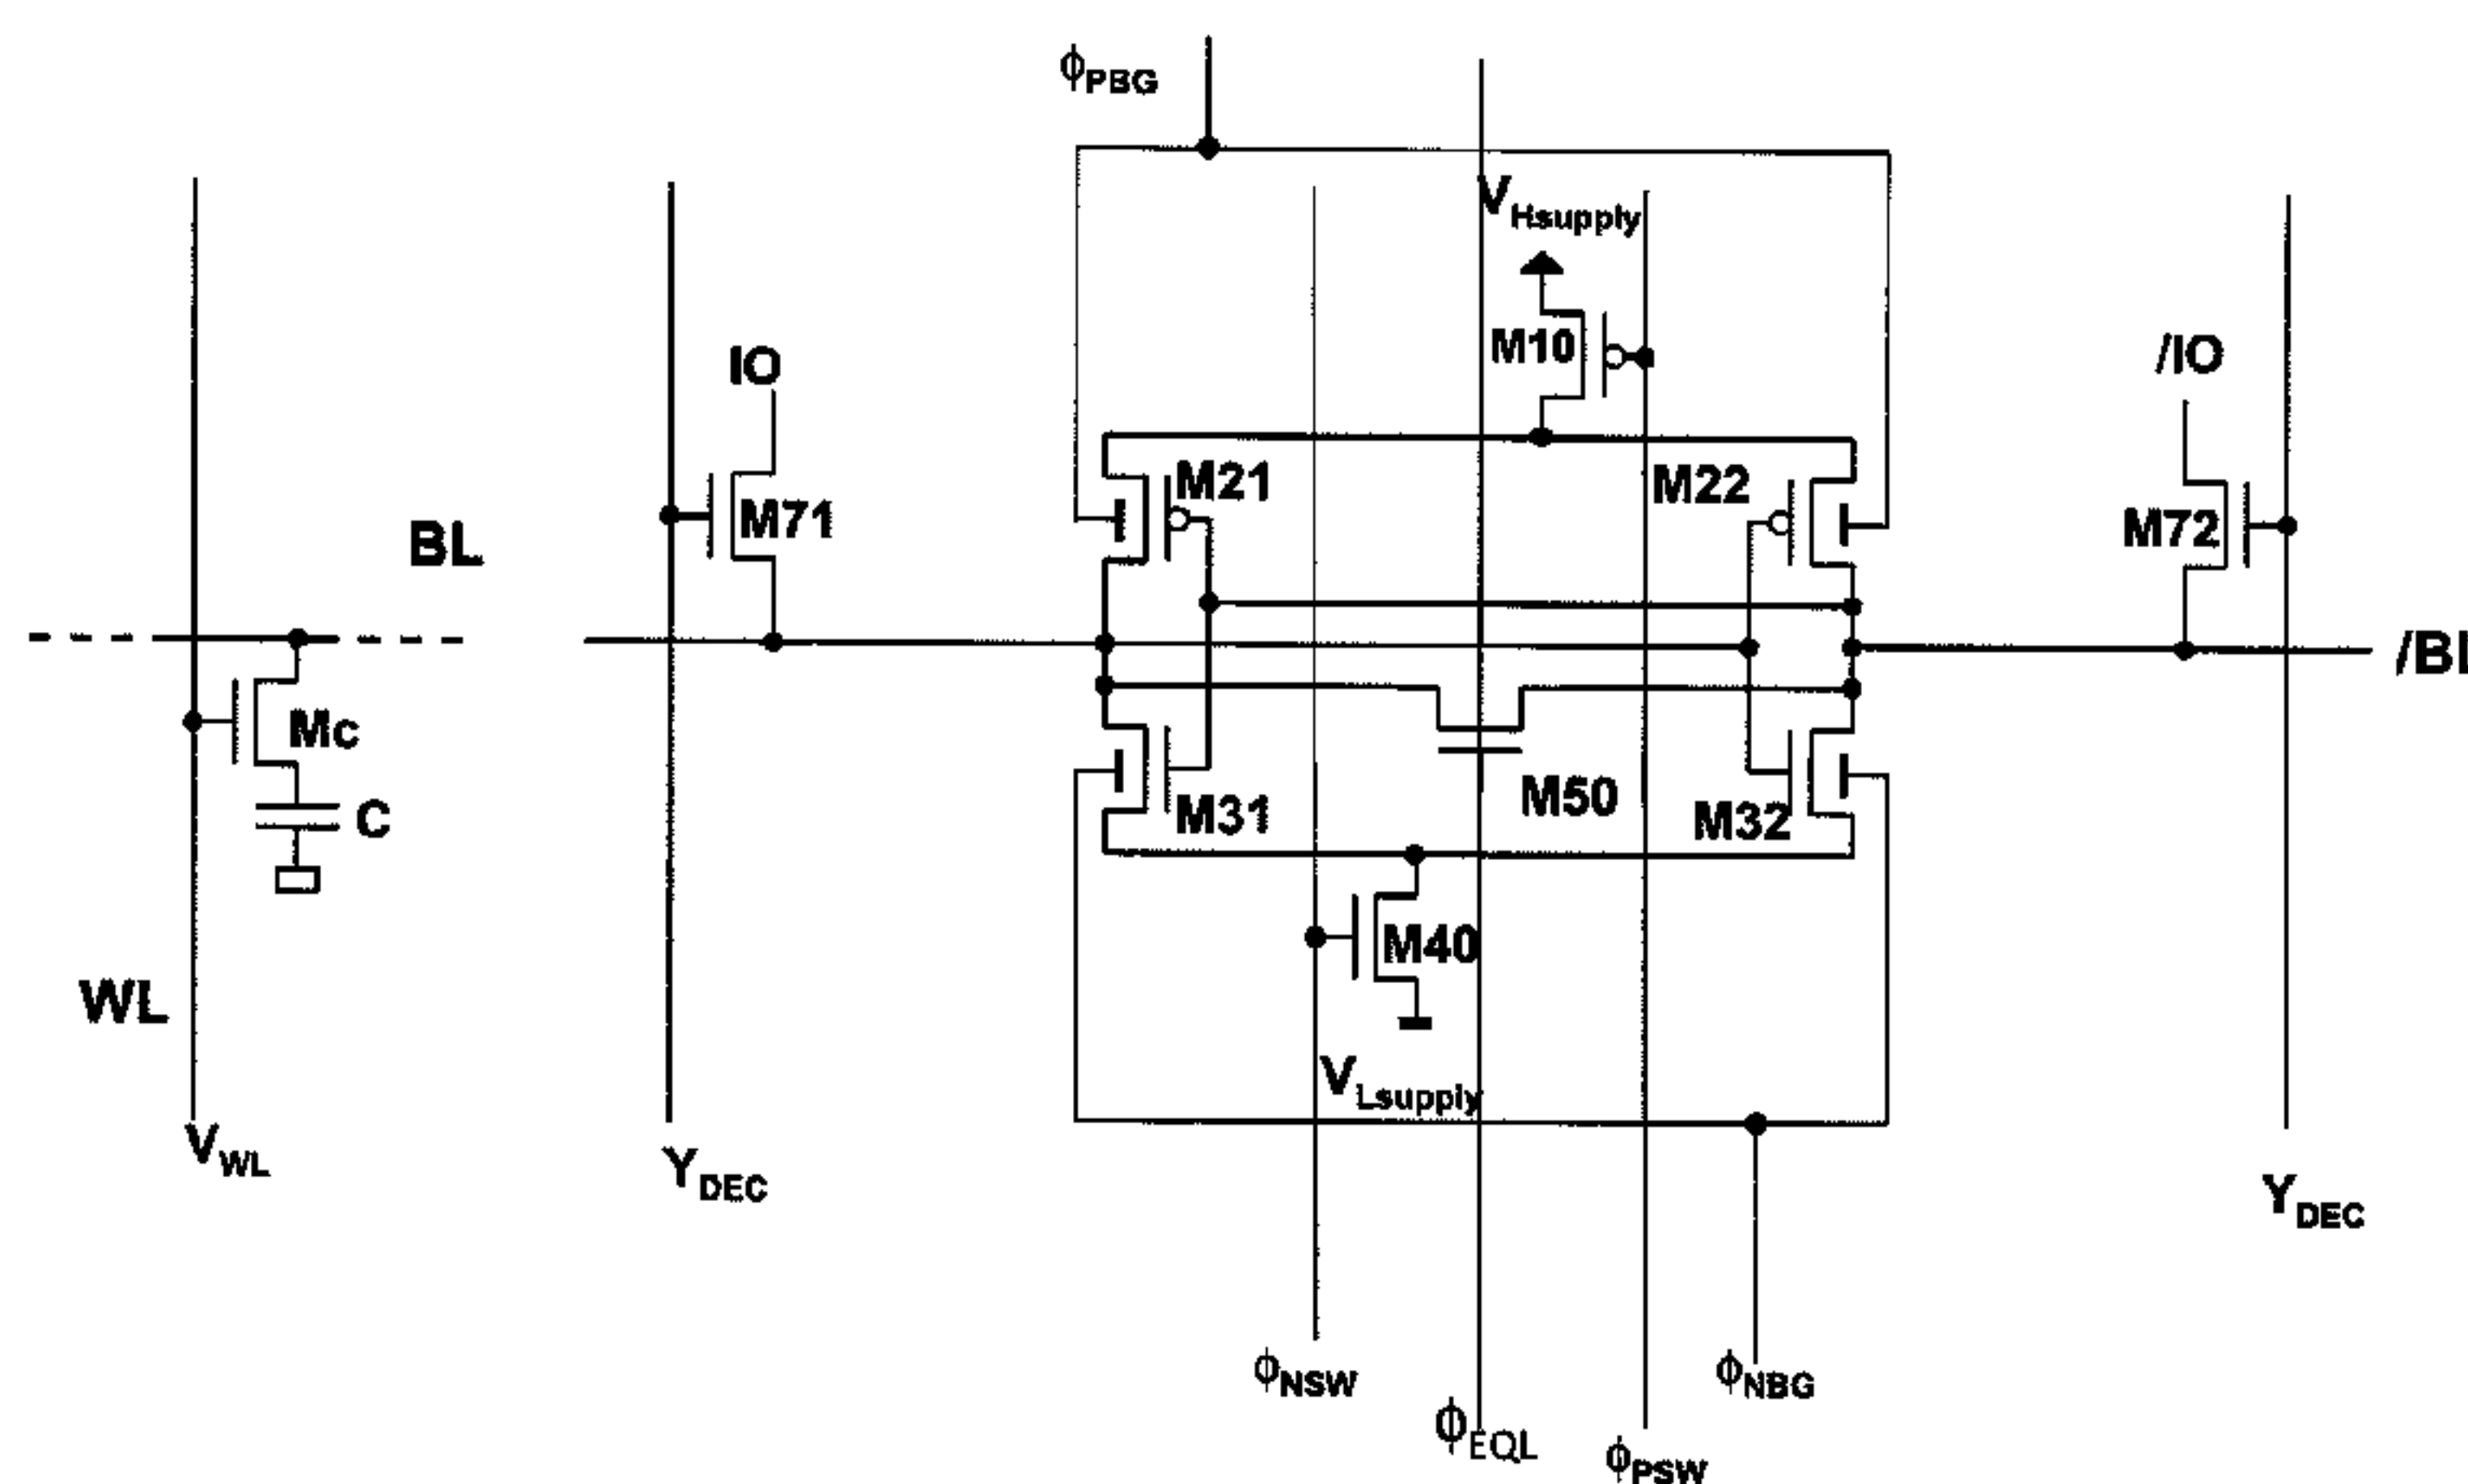 ϕPBG
VHsupply
IO
M10
/IO
M21
M22
M71
M72
BL
/BL
Mc
C
M50
M31
M32
M40
WL
VLsupply
VWL
YDEC
YDEC
ϕNSW
ϕNBG
ϕEQL
ϕPSW